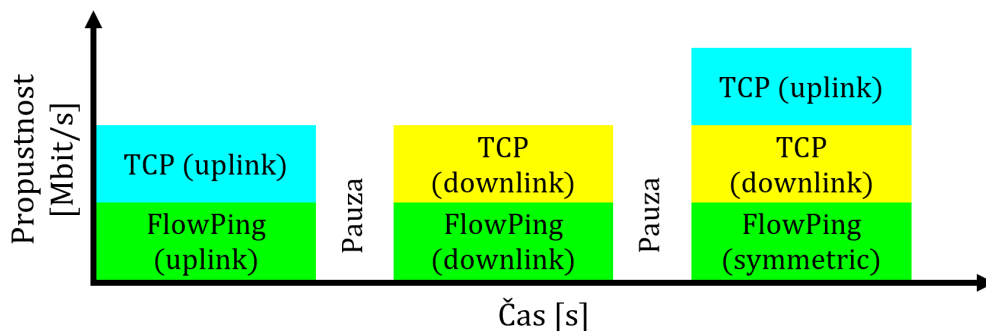 Propustnost
[Mbit/s]
TCP (uplink)
FlowPing
(uplink)
Pauza
TCP
(downlink)
FlowPing
(downlink)
Pauza
TCP (uplink)
TCP
(downlink)
FlowPing
(symmetric)
Čas [s]